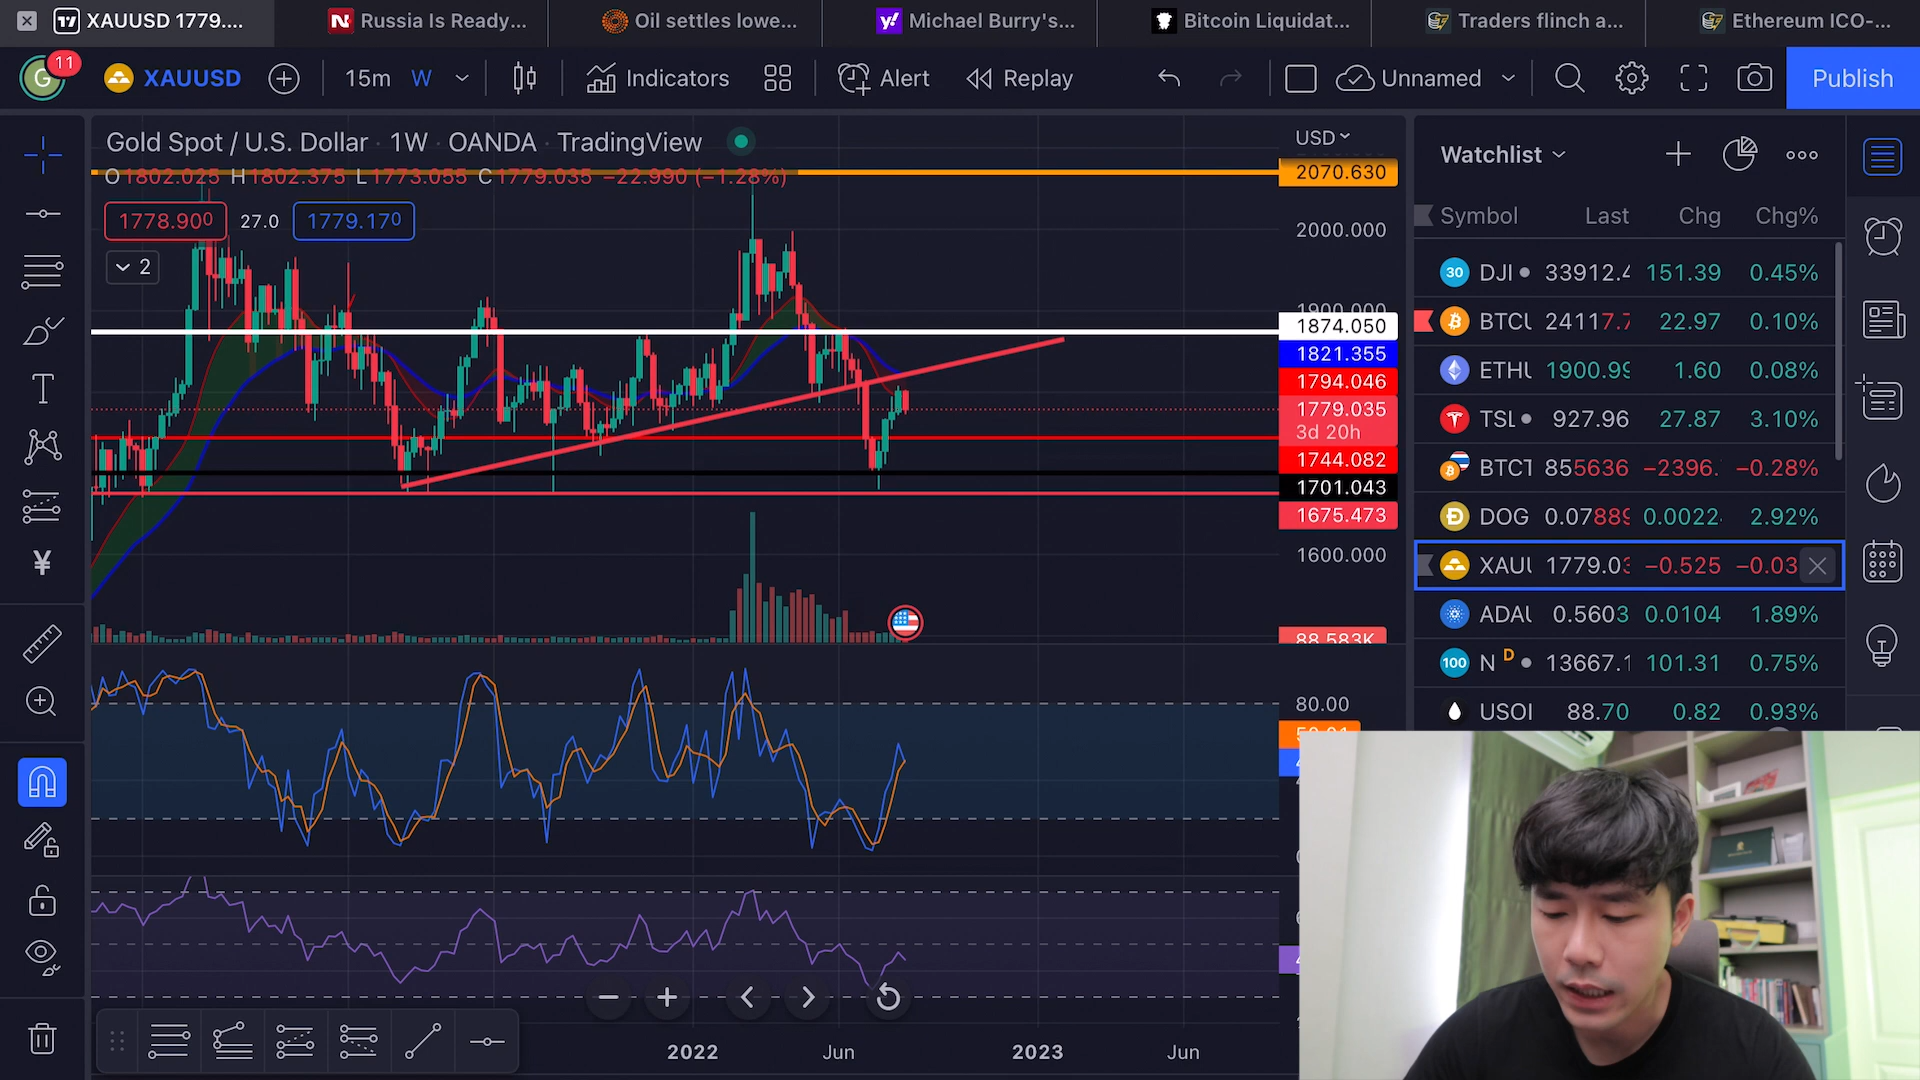 XAUUSD 1779....
Russia Is Ready...
Oil settles lowe...
Michael Burry's...
Bitcoin Liquidat...
Traders flinch a...
Ethereum ICO-...
G 11
XAUUSD
15m W
Indicators
Alert
Replay
Unnamed
Publish
Gold Spot / U.S. Dollar · 1W · OANDA · TradingView
O1802.025 H1802.375 L1773.055 C1779.035 −22.990 (−1.28%)
1778.900 27.0 1779.170
2
USD
2070.630
2000.000
1900.000
1874.050
1821.355
1794.046
1779.035
3d 20h
1744.082
1701.043
1675.473
1600.000
88.583K
80.00
2022 Jun 2023 Jun
Watchlist
Symbol Last Chg Chg%
30 DJI 33912.4 151.39 0.45%
BTCU 24117.7 22.97 0.10%
ETHU 1900.99 1.60 0.08%
TSL 927.96 27.87 3.10%
BTCT 855636 −2396. −0.28%
DOG 0.07889 0.0022 2.92%
XAUU 1779.03 −0.525 −0.03
ADAU 0.5603 0.0104 1.89%
100 N D 13667.1 101.31 0.75%
USOI 88.70 0.82 0.93%